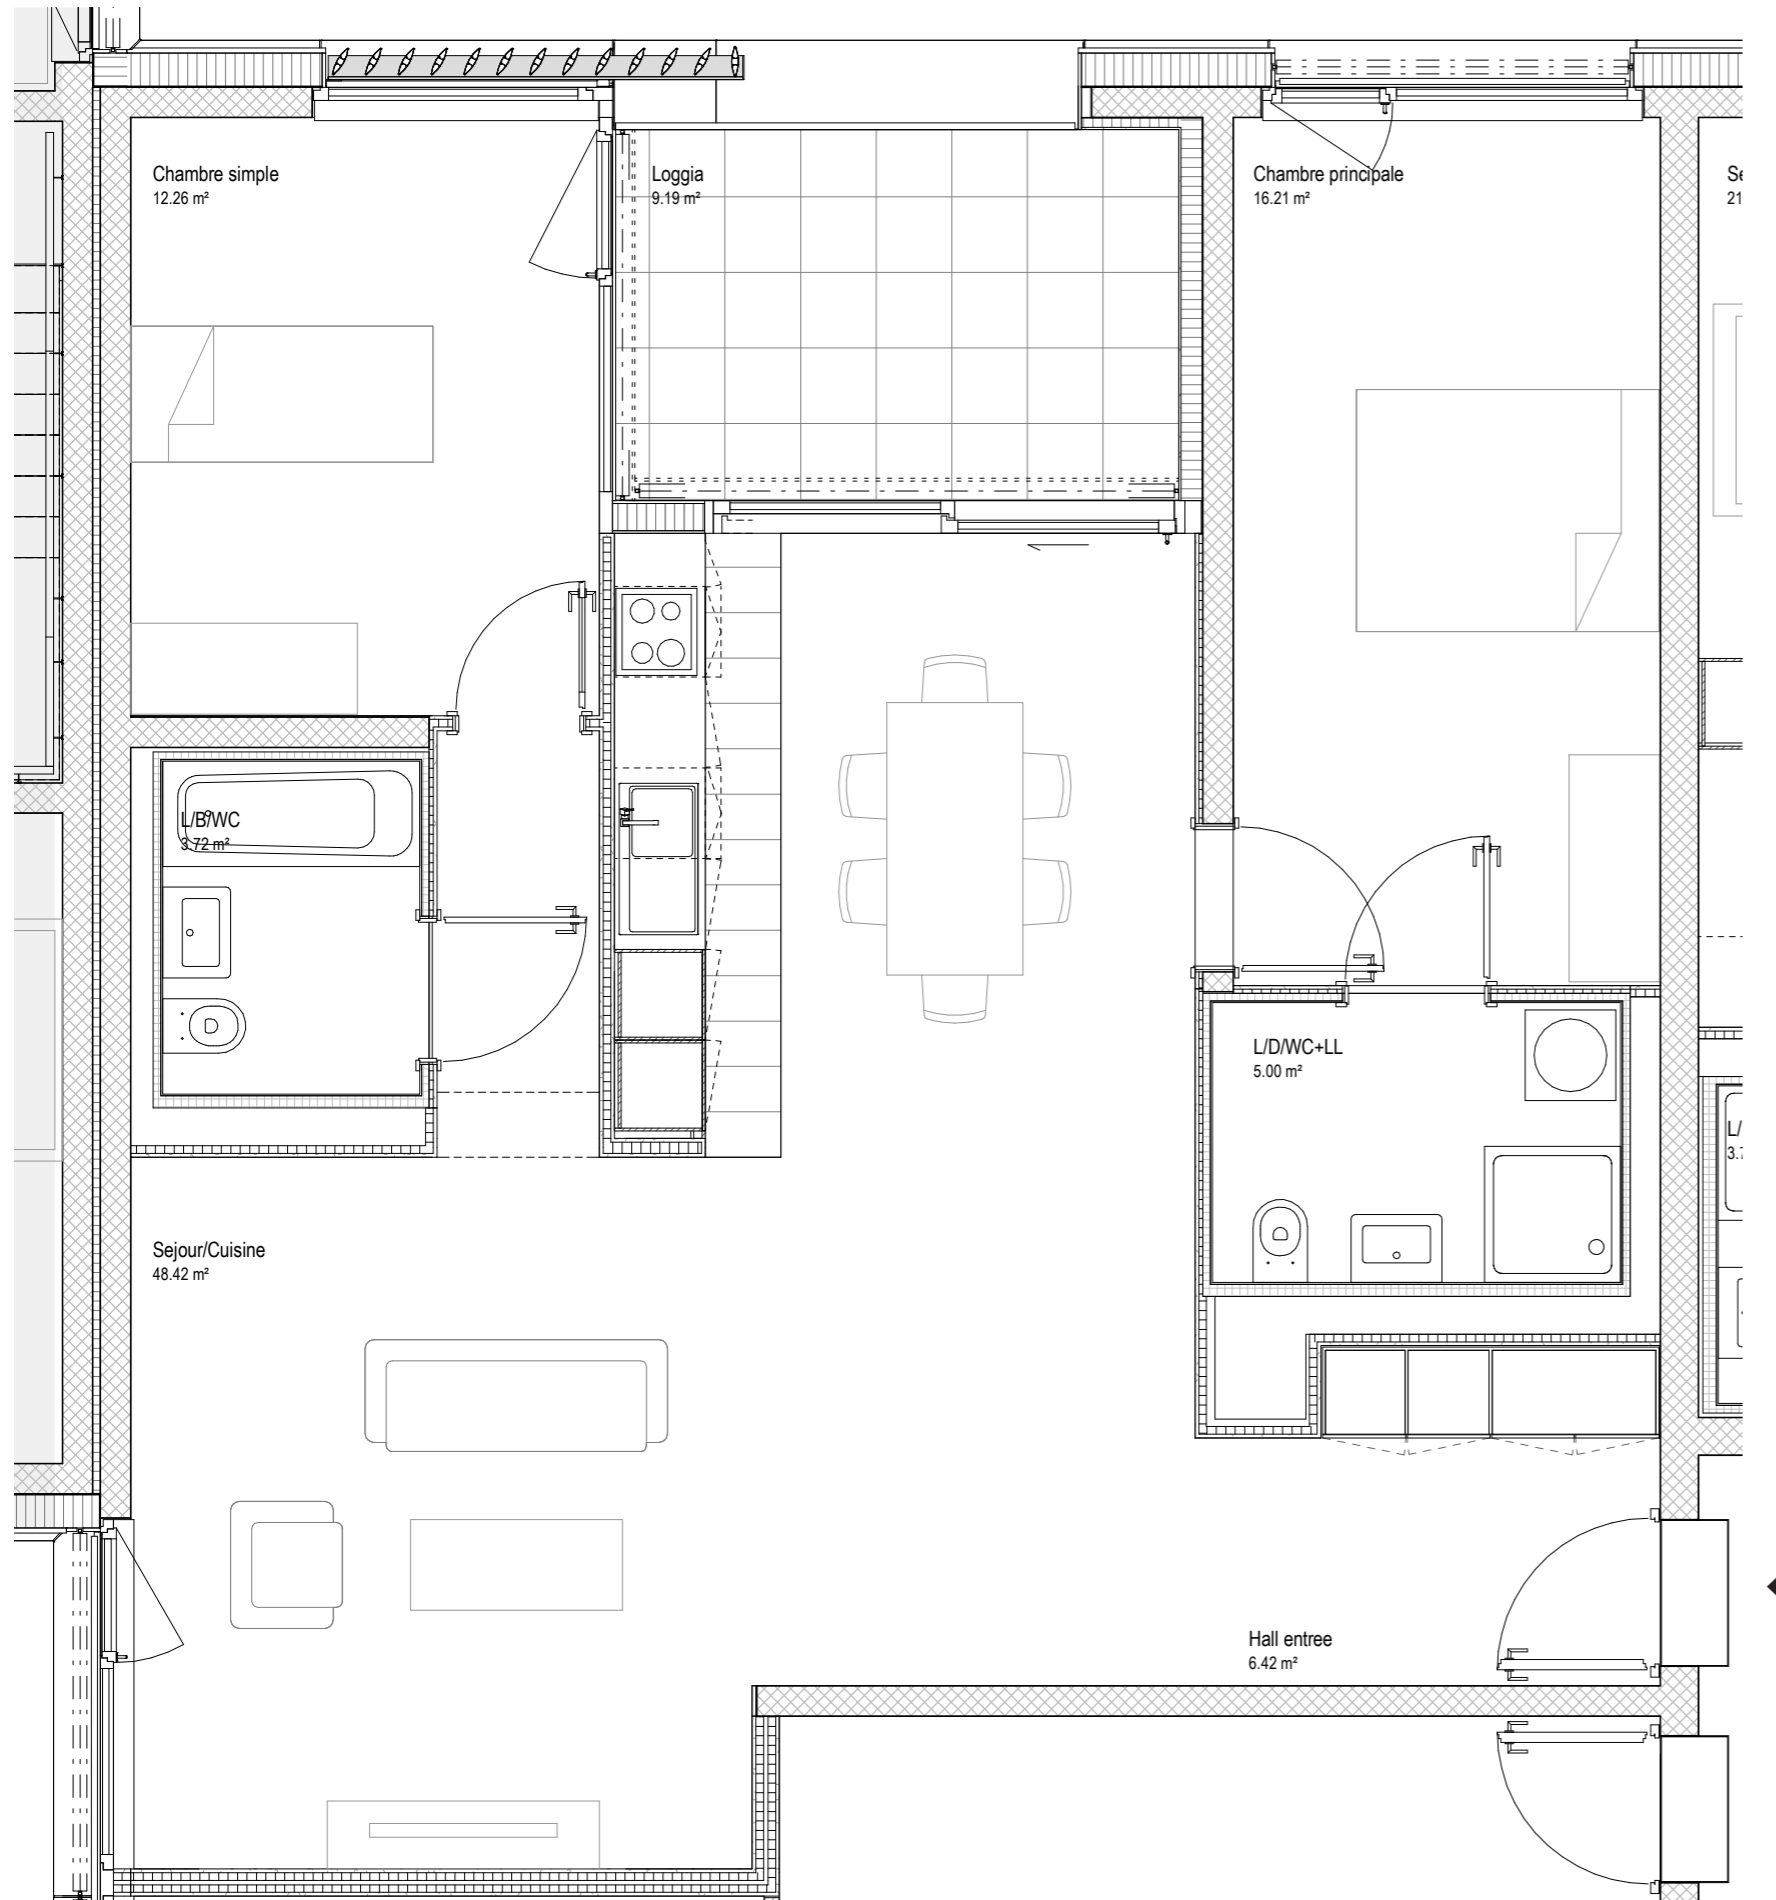 Chambre simple
12.26 m²
Loggia
9.19 m²
Chambre principale
16.21 m²
21
L/B/WC
3.72 m²
L/D/WC+LL
5.00 m²
L/
Sejour/Cuisine
48.42 m²
Hall entree
6.42 m²